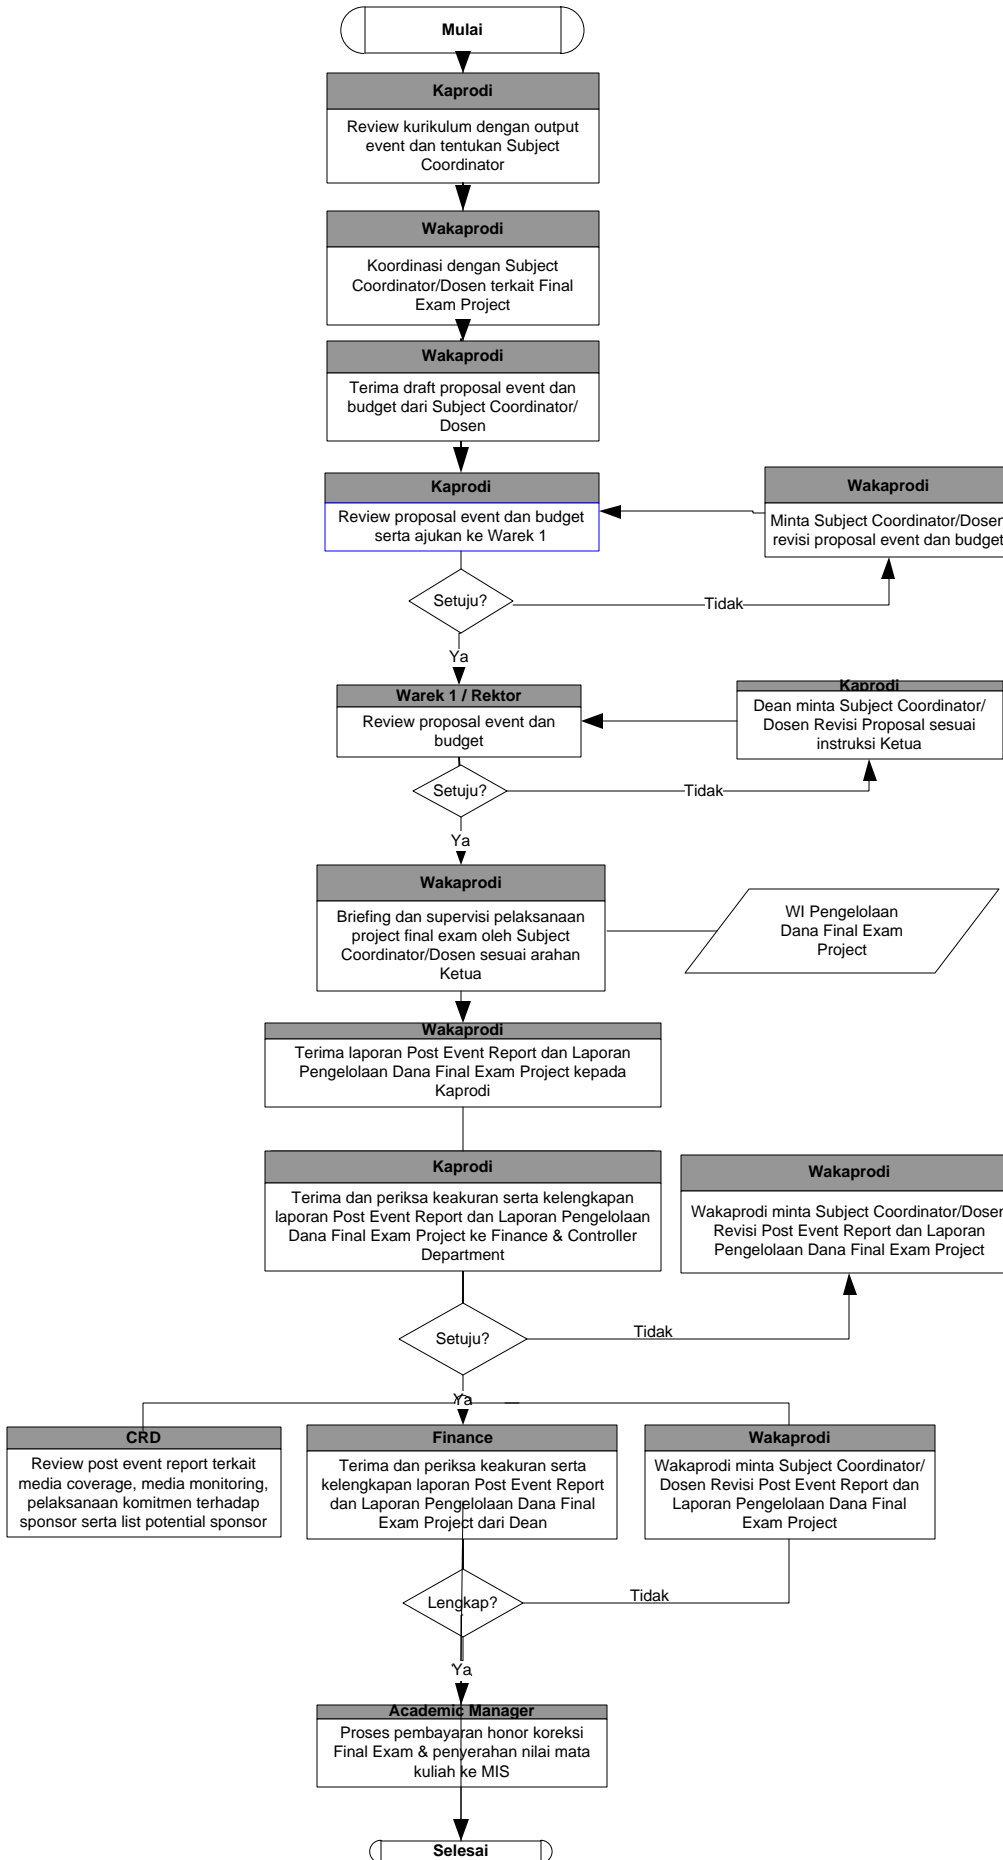 Mulai
Kaprodi
Review kurikulum dengan output
event dan tentukan Subject
Coordinator
Wakaprodi
Koordinasi dengan Subject
Coordinator/Dosen terkait Final
Exam Project
Wakaprodi
Terima draft proposal event dan
budget dari Subject Coordinator/
Dosen
Kaprodi
Review proposal event dan budget
serta ajukan ke Warek 1
Wakaprodi
Minta Subject Coordinator/Dosen
revisi proposal event dan budget
Setuju?
Tidak
Ya
Warek 1 / Rektor
Review proposal event dan
budget
Kaprodi
Dean minta Subject Coordinator/
Dosen Revisi Proposal sesuai
instruksi Ketua
Setuju?
Tidak
Ya
Wakaprodi
Briefing dan supervisi pelaksanaan
project final exam oleh Subject
Coordinator/Dosen sesuai arahan
Ketua
WI Pengelolaan
Dana Final Exam
Project
Wakaprodi
Terima laporan Post Event Report dan Laporan
Pengelolaan Dana Final Exam Project kepada
Kaprodi
Kaprodi
Terima dan periksa keakuran serta kelengkapan
laporan Post Event Report dan Laporan Pengelolaan
Dana Final Exam Project ke Finance & Controller
Department
Wakaprodi
Wakaprodi minta Subject Coordinator/Dosen
Revisi Post Event Report dan Laporan
Pengelolaan Dana Final Exam Project
Setuju?
Tidak
Ya
CRD
Review post event report terkait
media coverage, media monitoring,
pelaksanaan komitmen terhadap
sponsor serta list potential sponsor
Finance
Terima dan periksa keakuran serta
kelengkapan laporan Post Event Report
dan Laporan Pengelolaan Dana Final
Exam Project dari Dean
Wakaprodi
Wakaprodi minta Subject Coordinator/
Dosen Revisi Post Event Report dan
Laporan Pengelolaan Dana Final
Exam Project
Lengkap?
Tidak
Ya
Academic Manager
Proses pembayaran honor koreksi
Final Exam & penyerahan nilai mata
kuliah ke MIS
Selesai